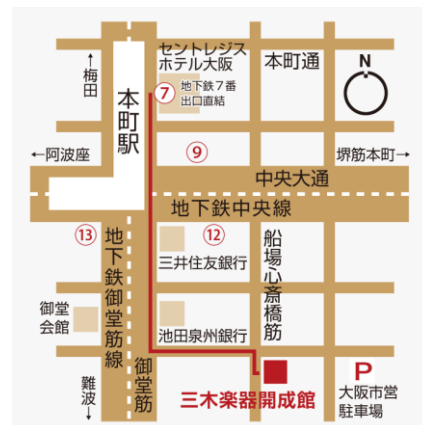 セントレジス
ホテル大阪
本町通
N
↑
梅田
⑦
地下鉄7番
出口直結
本町駅
←阿波座
⑨
堺筋本町→
中央大通
地下鉄中央線
⑬
⑫
地下鉄御堂筋線
三井住友銀行
船場心斎橋筋
御堂
会館
池田泉州銀行
難波
↓
御堂筋
三木楽器開成館
P
大阪市営
駐車場